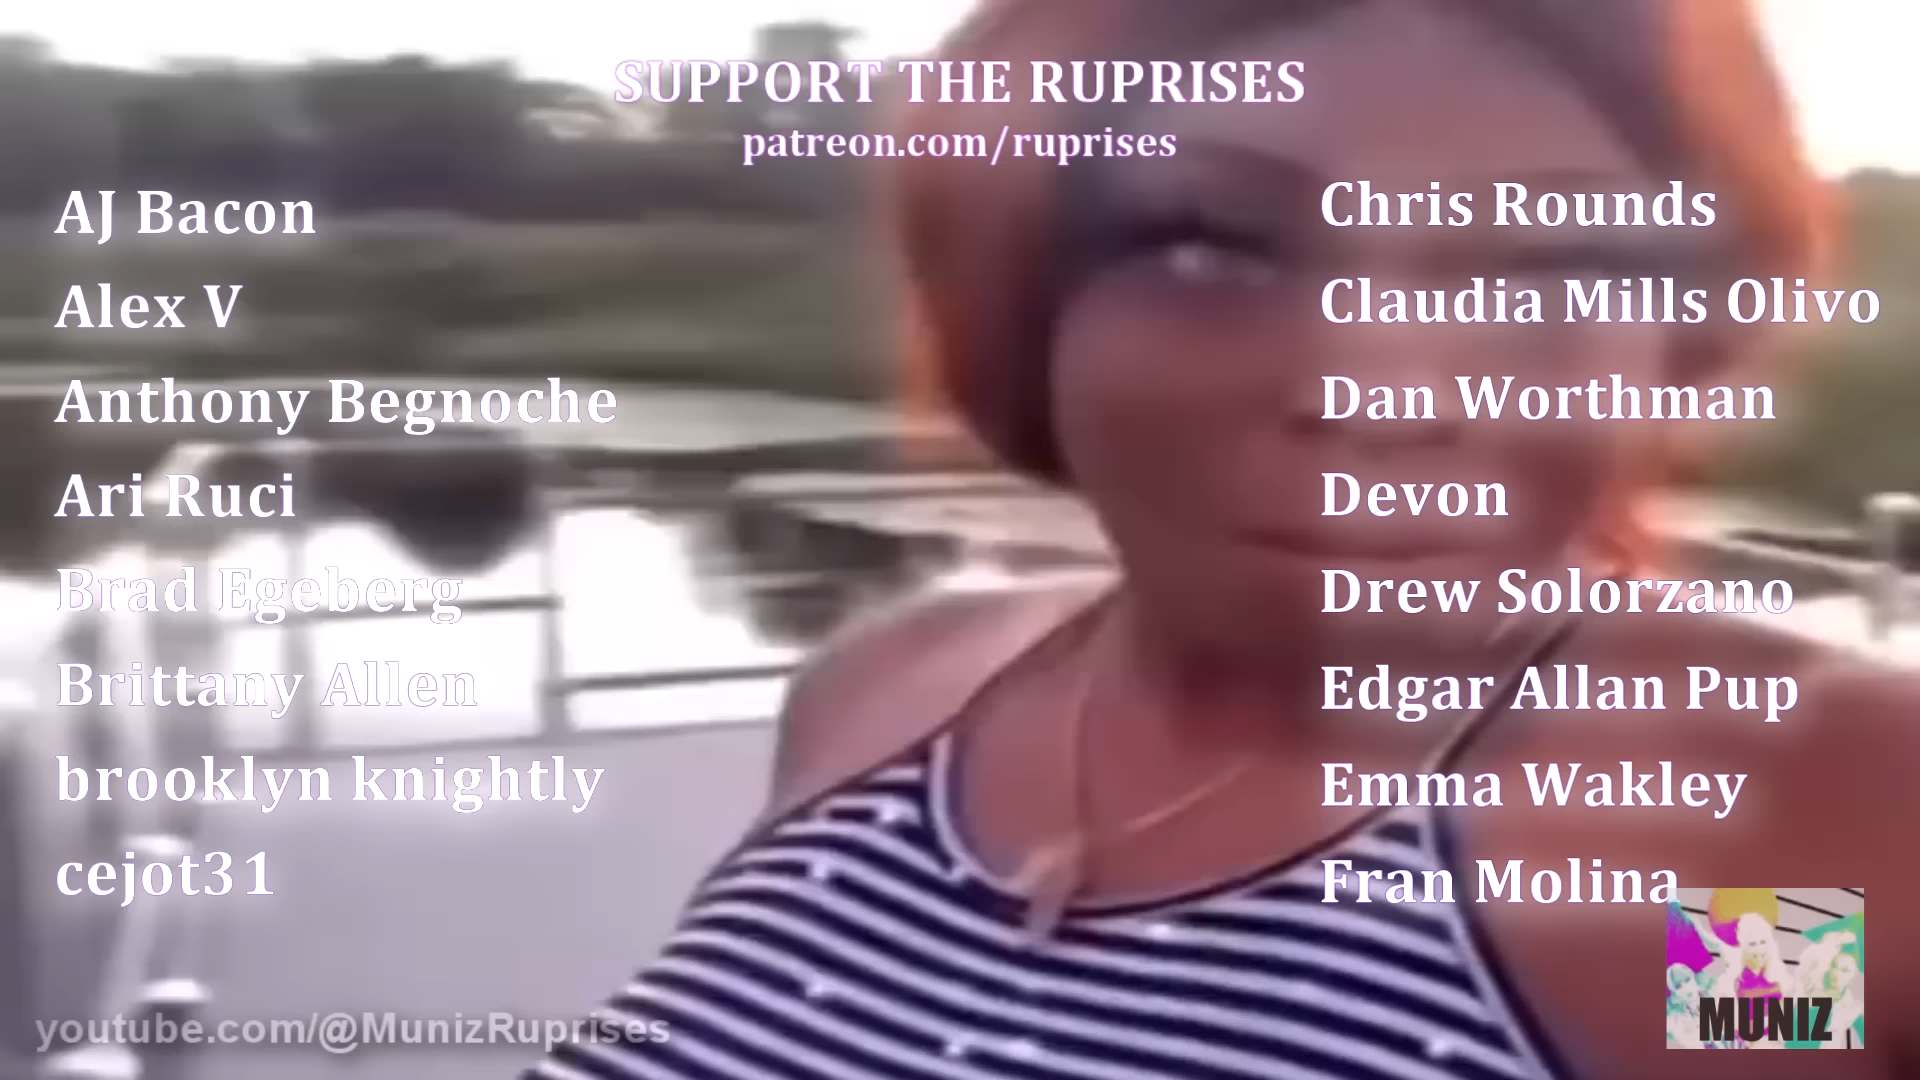 SUPPORT THE RUPRISES
patreon.com/ruprises
AJ Bacon
Alex V
Anthony Begnoche
Ari Ruci
Brad Egeberg
Brittany Allen
brooklyn knightly
cejot31
Chris Rounds
Claudia Mills Olivo
Dan Worthman
Devon
Drew Solorzano
Edgar Allan Pup
Emma Wakley
Fran Molina
youtube.com/@MunizRuprises
MUNIZ